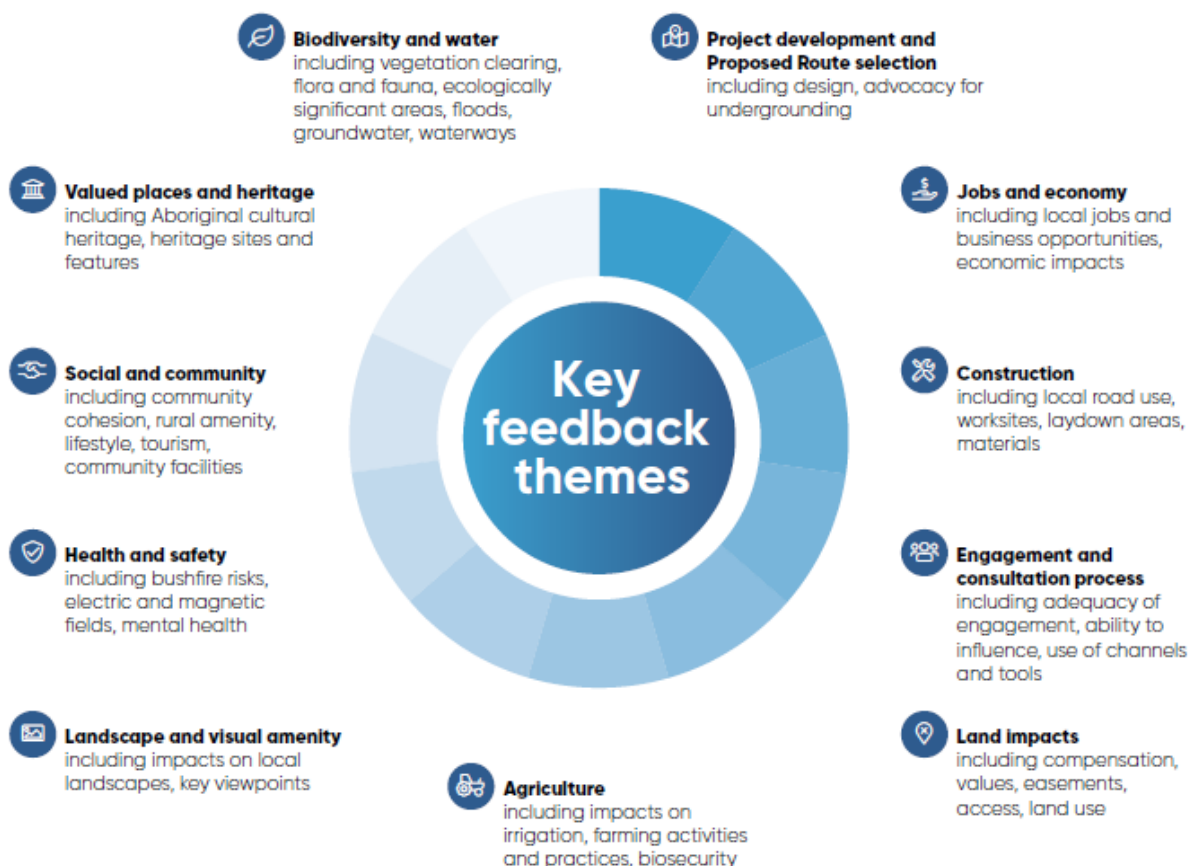 Biodiversity and water
including vegetation clearing,
flora and fauna, ecologically
significant areas, floods,
groundwater, waterways
Project development and
Proposed Route selection
including design, advocacy for
undergrounding
Valued places and heritage
including Aboriginal cultural
heritage, heritage sites and
features
Jobs and economy
including local jobs and
business opportunities,
economic impacts
Key
feedback
themes
Social and community
including community
cohesion, rural amenity,
lifestyle, tourism,
community facilities
Construction
including local road use,
worksites, laydown areas,
materials
Health and safety
including bushfire risks,
electric and magnetic
fields, mental health
Engagement and
consultation process
including adequacy of
engagement, ability to
influence, use of channels
and tools
Landscape and visual amenity
including impacts on local
landscapes, key viewpoints
Land impacts
including compensation,
values, easements,
access, land use
Agriculture
including impacts on
irrigation, farming activities
and practices, biosecurity